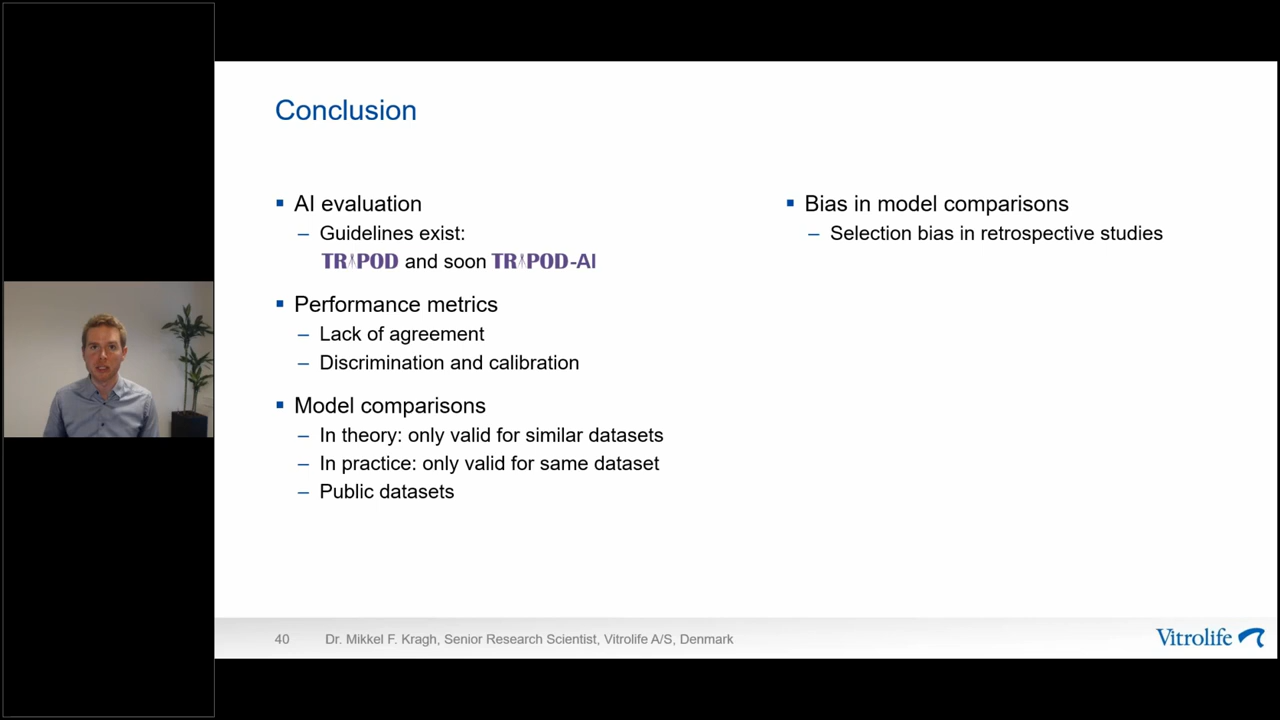 Conclusion
AI evaluation
– Guidelines exist:
TRIPOD and soon TRIPOD-AI
Performance metrics
– Lack of agreement
– Discrimination and calibration
Model comparisons
– In theory: only valid for similar datasets
– In practice: only valid for same dataset
– Public datasets
Bias in model comparisons
– Selection bias in retrospective studies
40 Dr. Mikkel F. Kragh, Senior Research Scientist, Vitrolife A/S, Denmark
Vitrolife